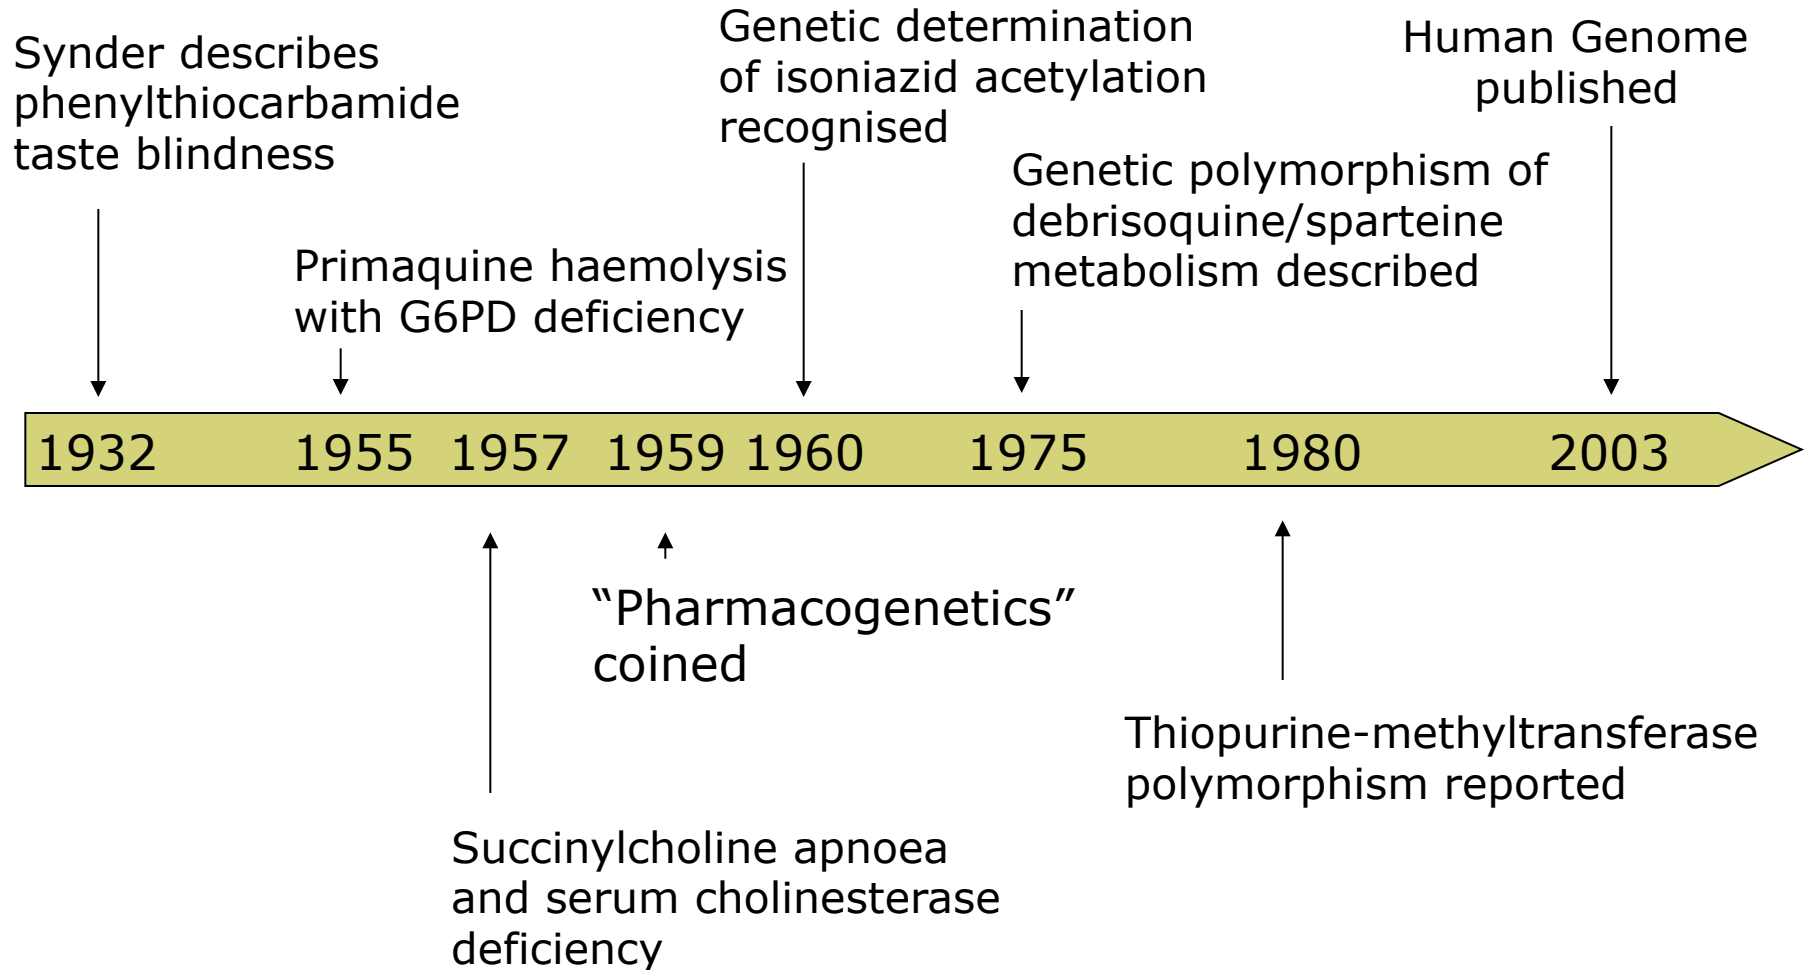 Synder describes
phenylthiocarbamide
taste blindness
Primaquine haemolysis
with G6PD deficiency
Genetic determination
of isoniazid acetylation
recognised
Genetic polymorphism of
debrisoquine/sparteine
metabolism described
Human Genome
published
1932 1955 1957 1959 1960 1975 1980 2003
“Pharmacogenetics”
coined
Succinylcholine apnoea
and serum cholinesterase
deficiency
Thiopurine-methyltransferase
polymorphism reported